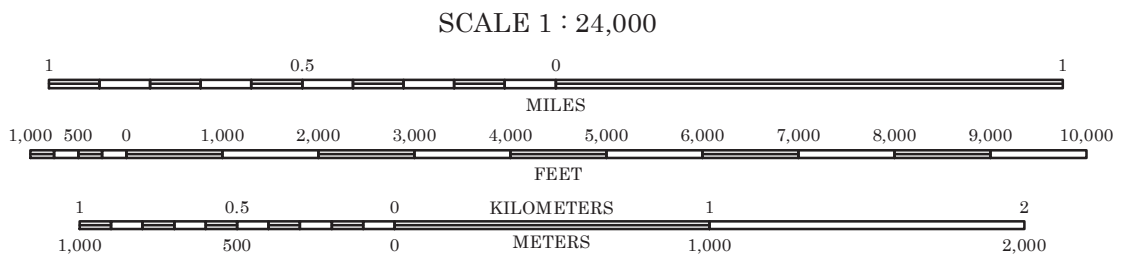 SCALE 1 : 24,000
1 0.5 0 1
MILES
1,000 500 0 1,000 2,000 3,000 4,000 5,000 6,000 7,000 8,000 9,000 10,000
FEET
1 0.5 0 KILOMETERS 1 2
1,000 500 0 METERS 1,000 2,000